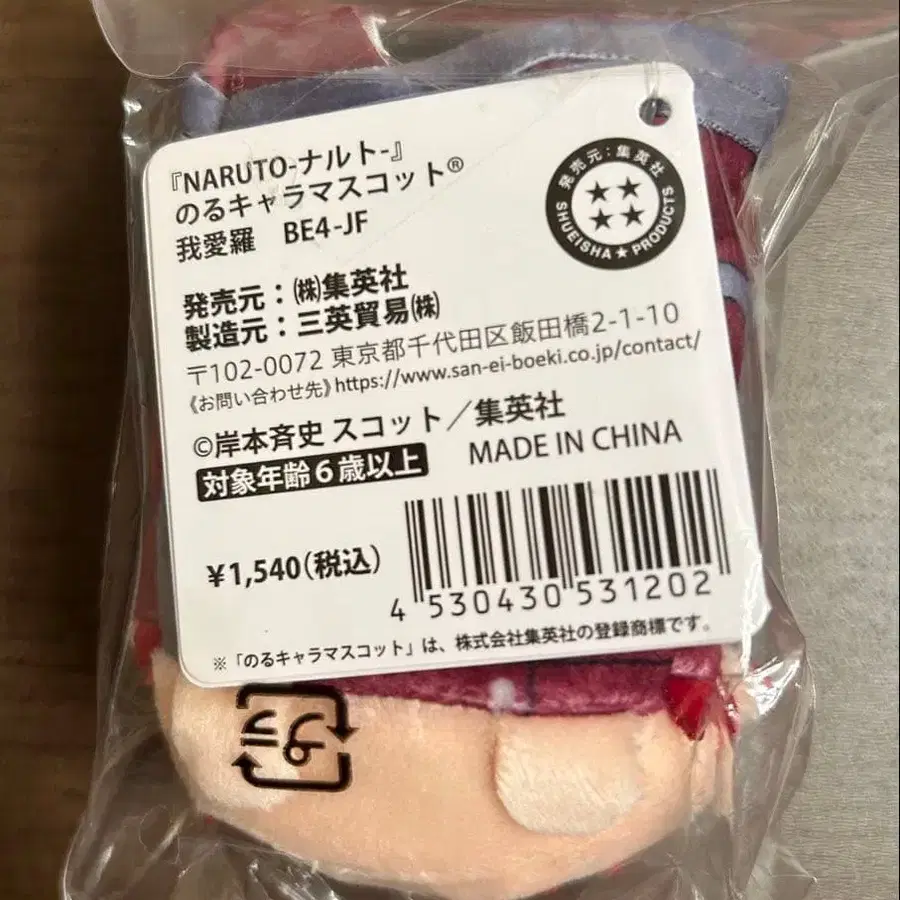 『NARUTO-ナルト-』
のるキャラマスコット®
我愛羅 BE4-JF
発売元：集英社
SHUEISHA★PRODUCTS
発売元：㈱集英社
製造元：三英貿易㈱
〒102-0072 東京都千代田区飯田橋2-1-10
《お問い合わせ先》https://www.san-ei-boeki.co.jp/contact/
©岸本斉史 スコット／集英社
対象年齢６歳以上
MADE IN CHINA
¥1,540(税込)
4 530430 531202
※「のるキャラマスコット」は、株式会社集英社の登録商標です。
プラ